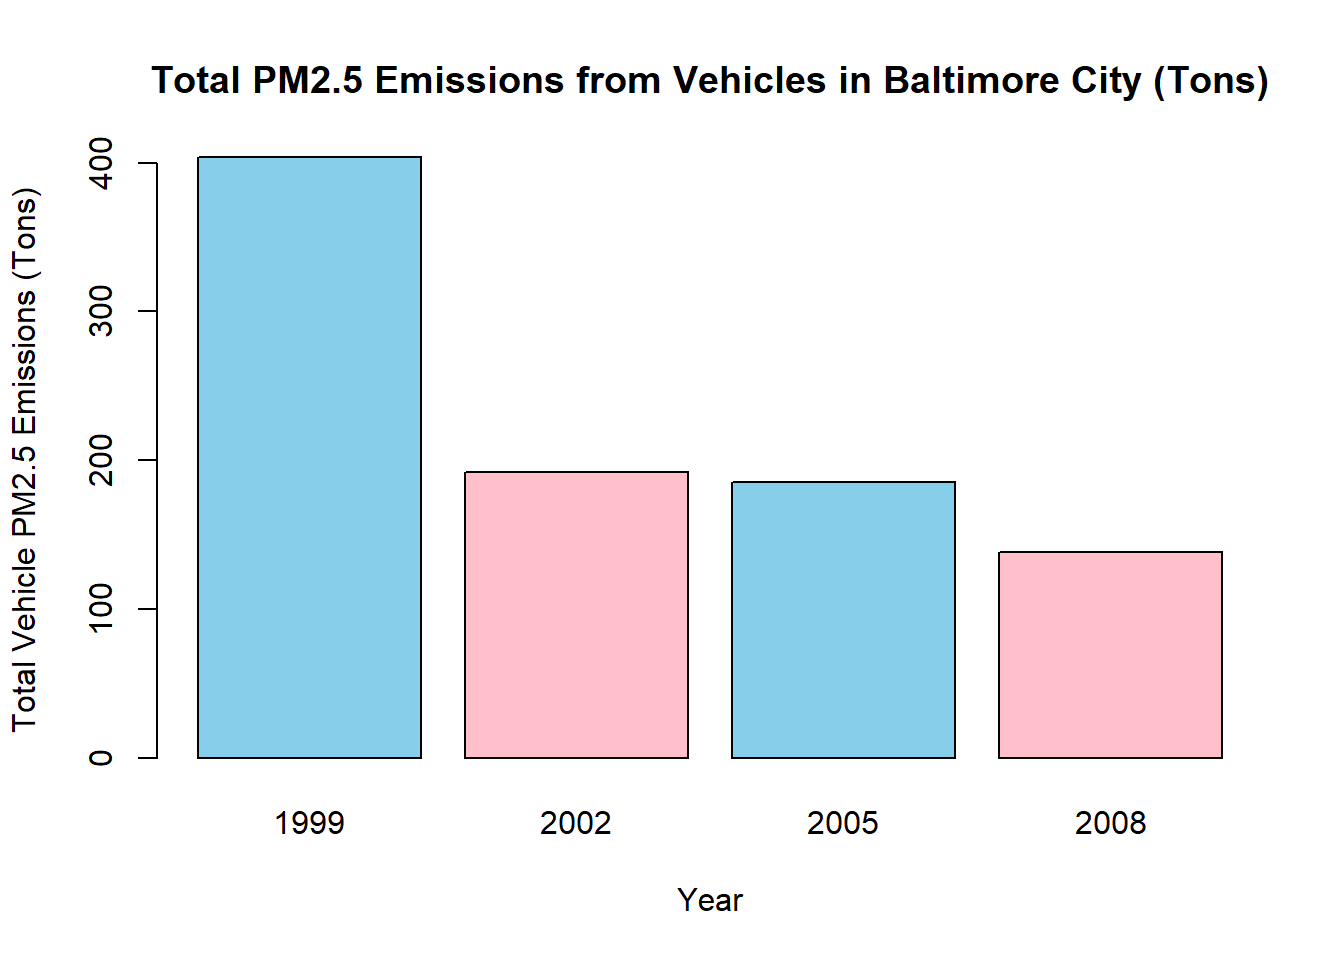 Total PM2.5 Emissions from Vehicles in Baltimore City (Tons)
Total Vehicle PM2.5 Emissions (Tons)
400
300
200
100
0
1999 2002 2005 2008
Year